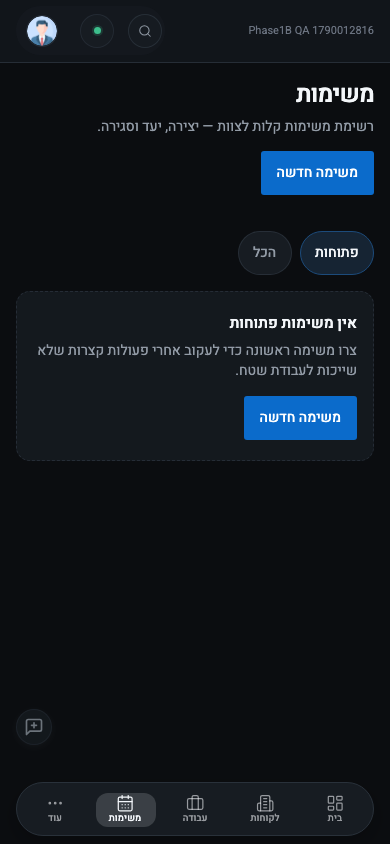 Phase1B QA 1790012816
משימות
רשימת משימות קלות לצוות — יצירה, יעד וסגירה.
משימה חדשה
פתוחות
הכל
אין משימות פתוחות
צרו משימה ראשונה כדי לעקוב אחרי פעולות קצרות שלא
שייכות לעבודת שטח.
משימה חדשה
בית
לקוחות
עבודה
משימות
עוד